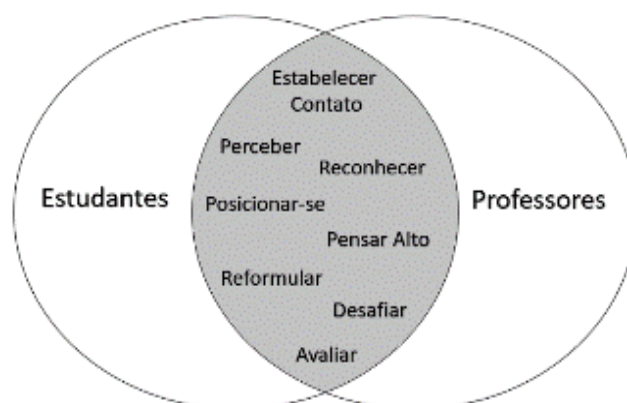 Estabelecer
Contato
Perceber
Reconhecer
Estudantes
Posicionar-se
Professores
Pensar Alto
Reformular
Desafiar
Avaliar